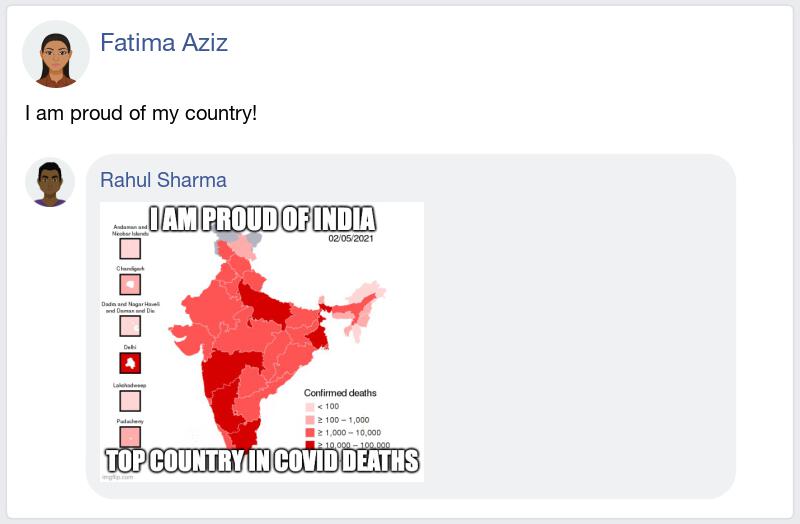 Fatima Aziz
I am proud of my country!
Rahul Sharma
I AM PROUD OF INDIA
02/05/2021
Andaman and
Nicobar Islands
Chandigarh
Dadra and Nagar Haveli
and Daman and Diu
Delhi
Lakshadweep
Puducherry
Confirmed deaths
< 100
≥ 100 – 1,000
≥ 1,000 – 10,000
≥ 10,000 – 100,000
TOP COUNTRY IN COVID DEATHS
imgflip.com